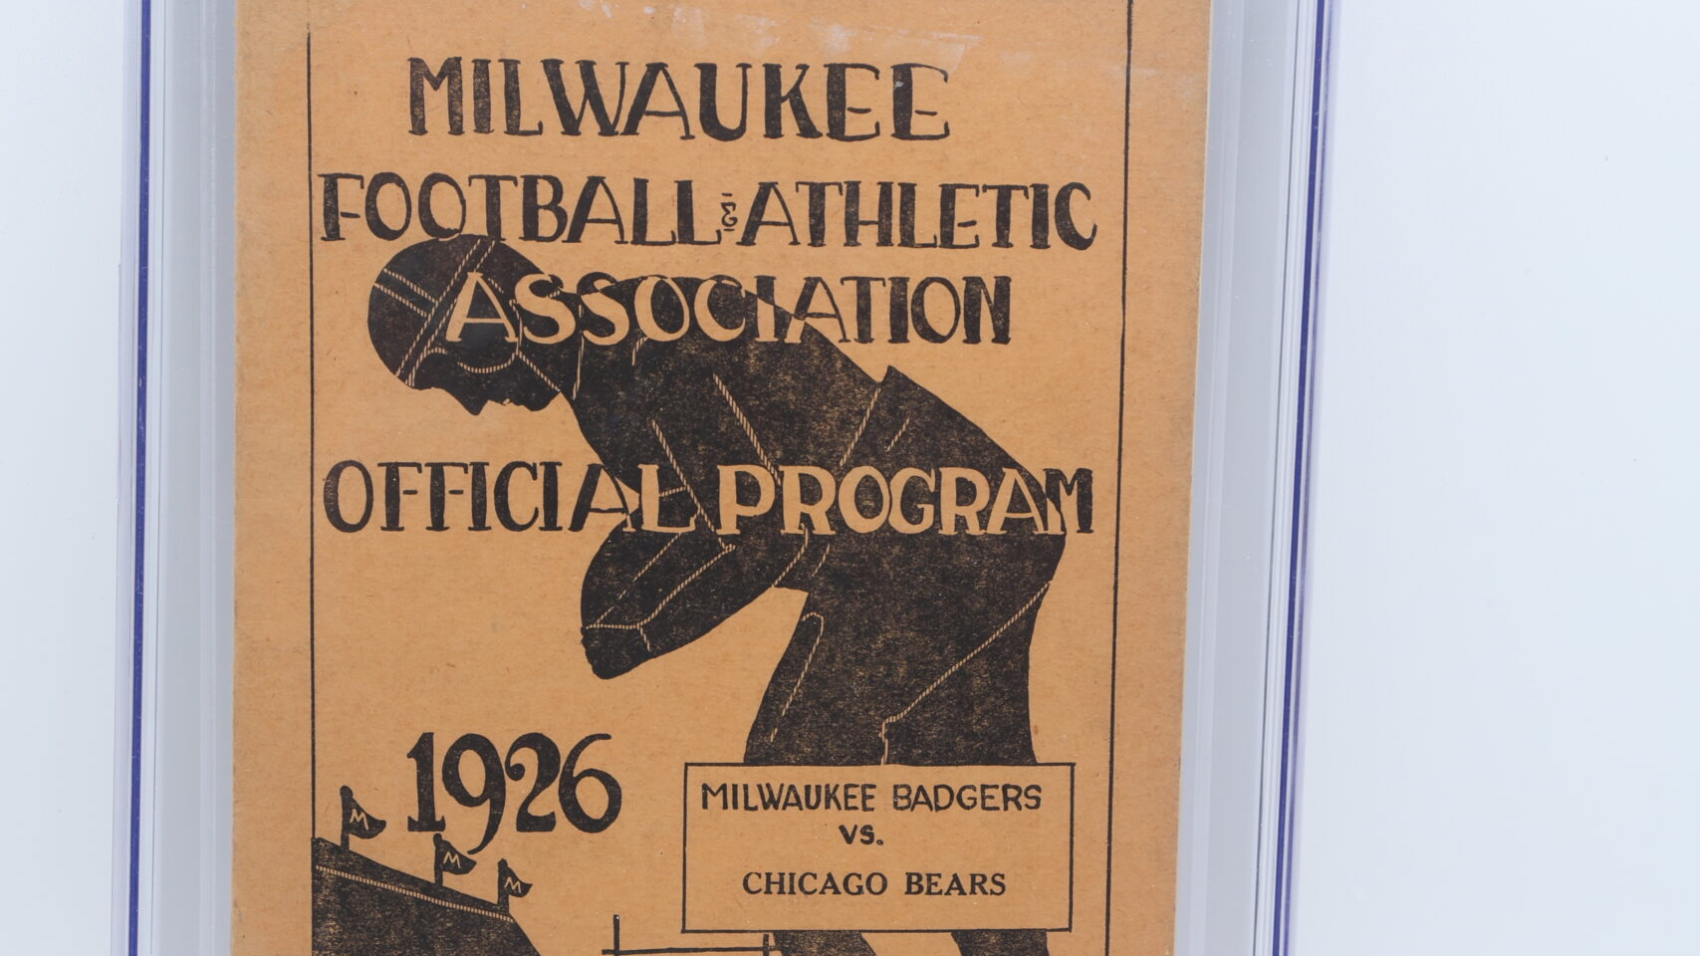 MILWAUKEE
FOOTBALL & ATHLETIC
ASSOCIATION
OFFICIAL PROGRAM
1926
M
M
M
MILWAUKEE BADGERS
VS.
CHICAGO BEARS